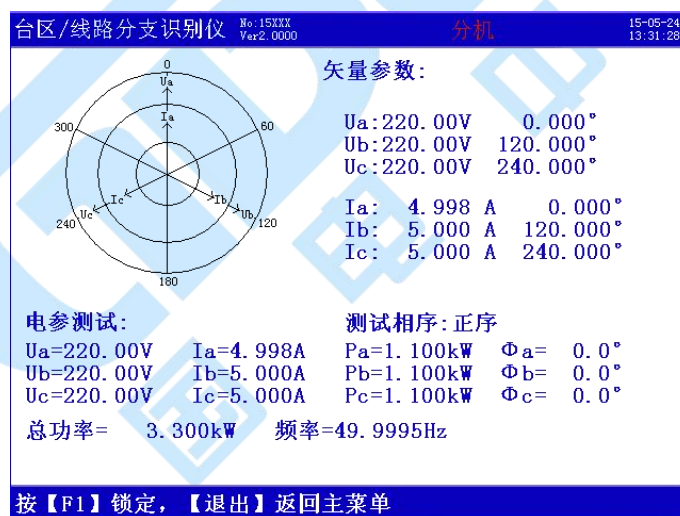 台区/线路分支识别仪 No:15XXX Ver2.0000 分机 15-05-24 13:31:28
矢量参数:
0
Ua
Ia
300
60
Ua:220.00V 0.000°
Ub:220.00V 120.000°
Uc:220.00V 240.000°
Ic
Ib
Uc
Ub
240
120
180
Ia: 4.998 A 0.000°
Ib: 5.000 A 120.000°
Ic: 5.000 A 240.000°
电参测试: 测试相序:正序
Ua=220.00V Ia=4.998A Pa=1.100kW Φa= 0.0°
Ub=220.00V Ib=5.000A Pb=1.100kW Φb= 0.0°
Uc=220.00V Ic=5.000A Pc=1.100kW Φc= 0.0°
总功率= 3.300kW 频率=49.9995Hz
按【F1】锁定，【退出】返回主菜单